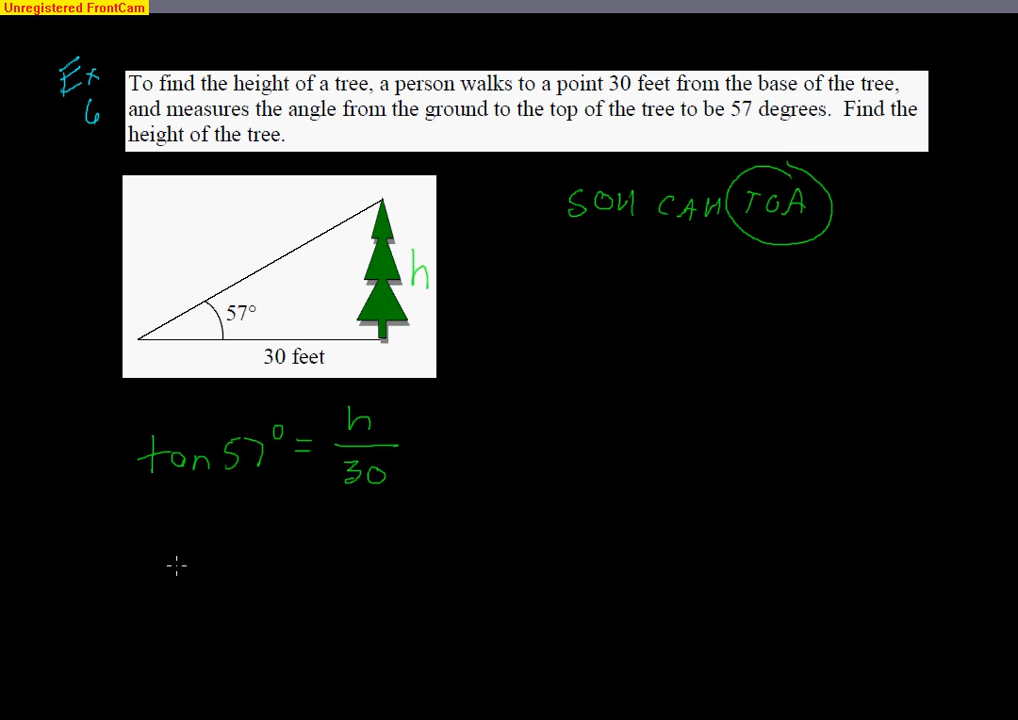 Unregistered FrontCam
Ex
6
To find the height of a tree, a person walks to a point 30 feet from the base of the tree,
and measures the angle from the ground to the top of the tree to be 57 degrees. Find the
height of the tree.
SOH CAH TOA
h
57°
30 feet
tan 57° = h/30